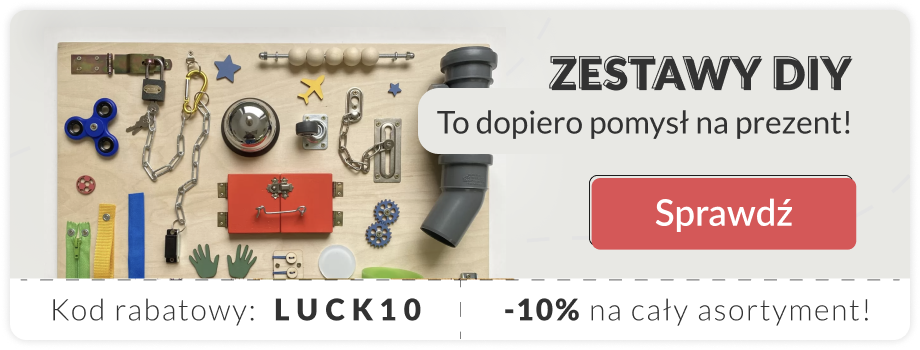 ZESTAWY DIY
To dopiero pomysł na prezent!
Sprawdź
Kod rabatowy: LUCK10
-10% na cały asortyment!